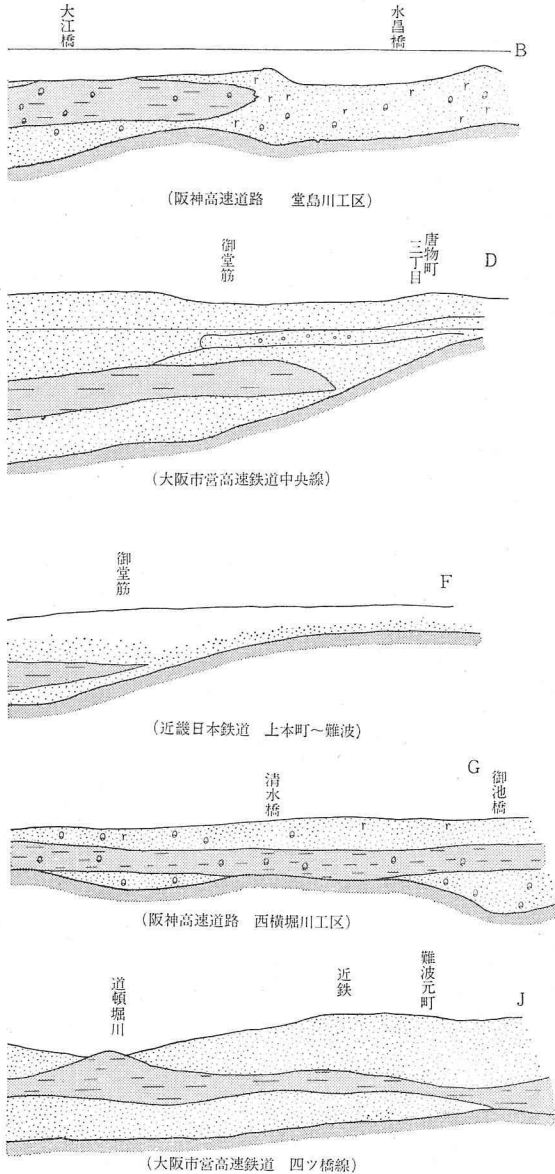 大江橋
水晶橋
B
r
r
r
r
r
r
r
r
r
r
r
(阪神高速道路 堂島川工区)
御堂筋
唐物町
三丁目
D
(大阪市営高速鉄道中央線)
御堂筋
F
(近畿日本鉄道 上本町~難波)
清水橋
G
御池橋
r
r
r
(阪神高速道路 西横堀川工区)
道頓堀川
近鉄
難波元町
J
(大阪市営高速鉄道 四ツ橋線)